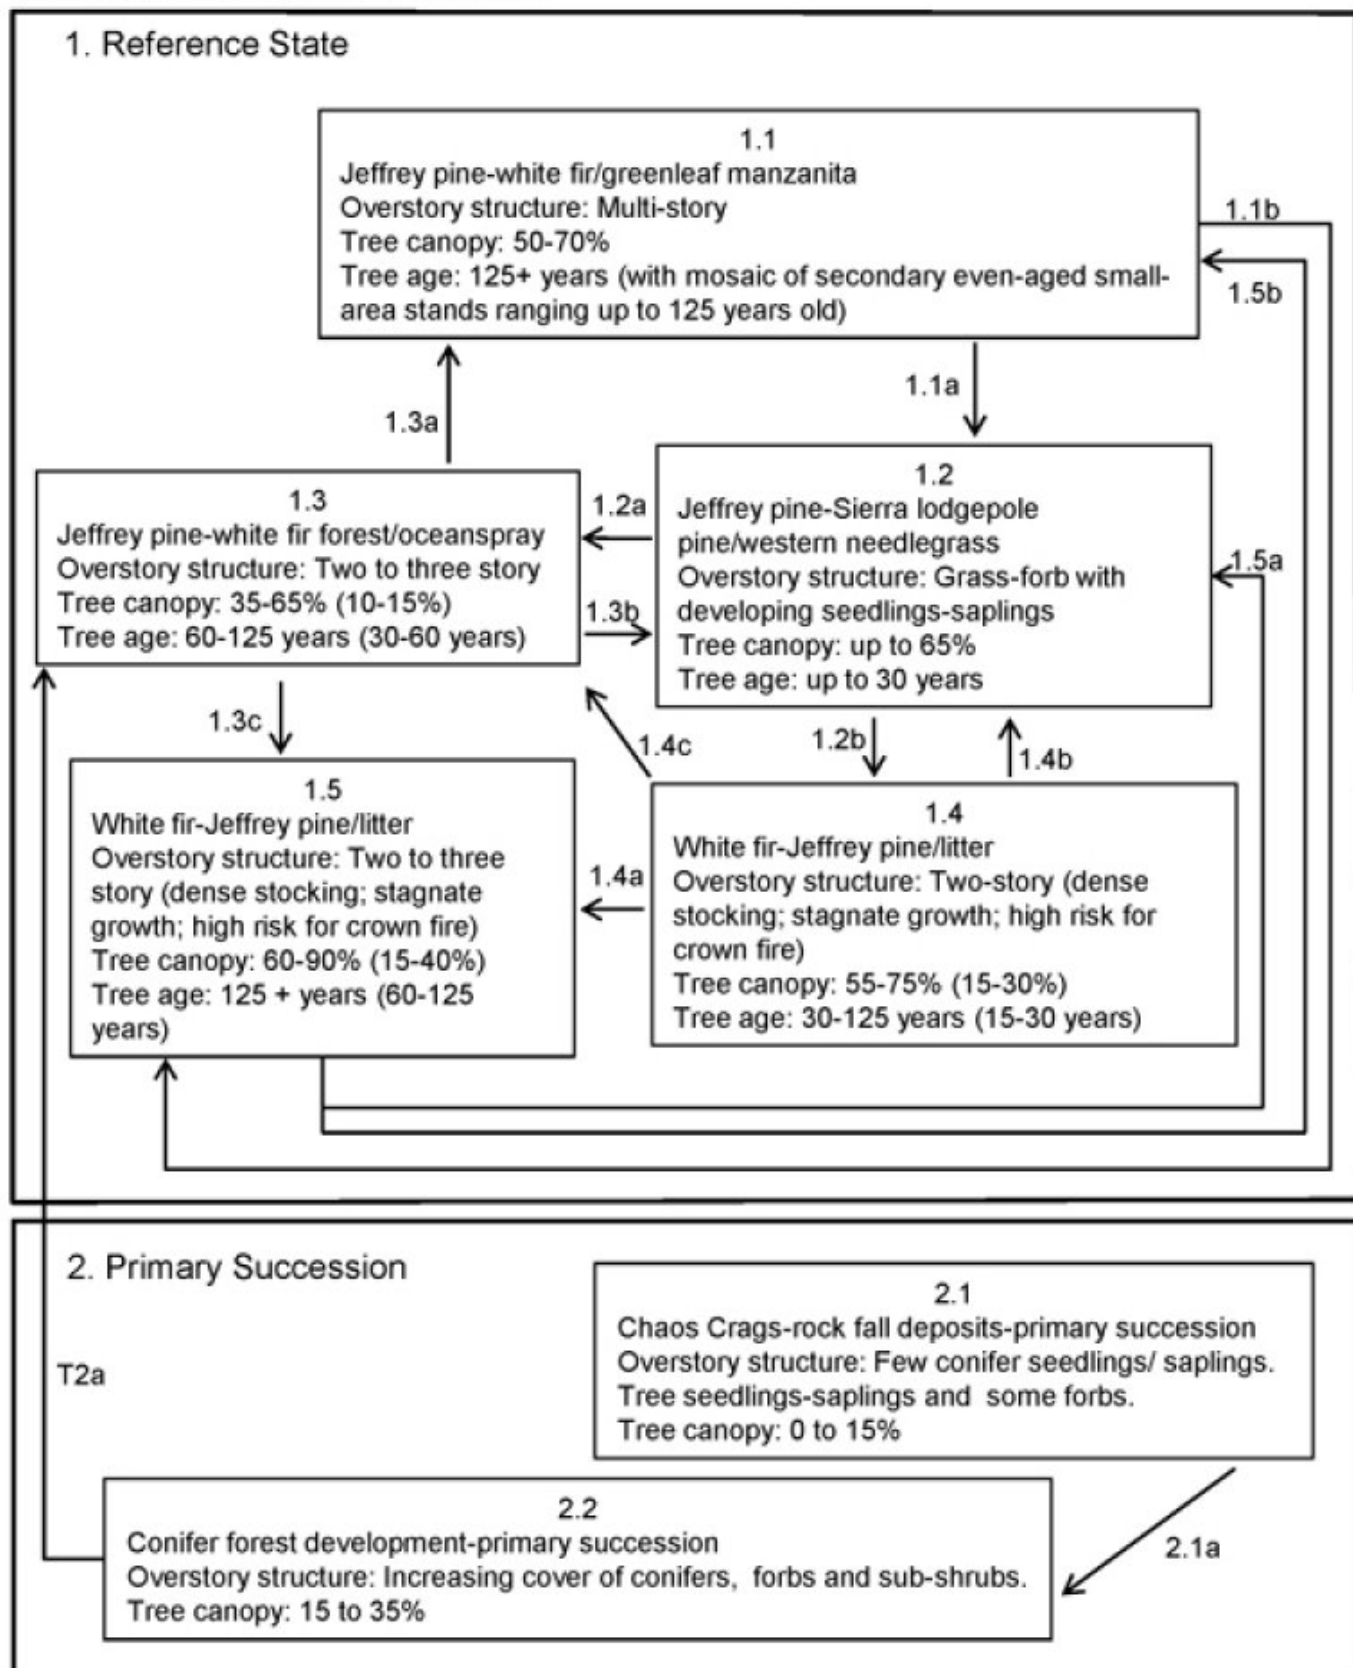 1. Reference State
1.1
Jeffrey pine-white fir/greenleaf manzanita
Overstory structure: Multi-story
Tree canopy: 50-70%
Tree age: 125+ years (with mosaic of secondary even-aged small-
area stands ranging up to 125 years old)
1.1b
1.5b
1.1a
1.3a
1.3
Jeffrey pine-white fir forest/oceanspray
Overstory structure: Two to three story
Tree canopy: 35-65% (10-15%)
Tree age: 60-125 years (30-60 years)
1.2a
1.3b
1.2
Jeffrey pine-Sierra lodgepole
pine/western needlegrass
Overstory structure: Grass-forb with
developing seedlings-saplings
Tree canopy: up to 65%
Tree age: up to 30 years
1.5a
1.3c
1.4c
1.2b
1.4b
1.5
White fir-Jeffrey pine/litter
Overstory structure: Two to three
story (dense stocking; stagnate
growth; high risk for crown fire)
Tree canopy: 60-90% (15-40%)
Tree age: 125 + years (60-125
years)
1.4a
1.4
White fir-Jeffrey pine/litter
Overstory structure: Two-story (dense
stocking; stagnate growth; high risk for
crown fire)
Tree canopy: 55-75% (15-30%)
Tree age: 30-125 years (15-30 years)
2. Primary Succession
2.1
Chaos Crags-rock fall deposits-primary succession
Overstory structure: Few conifer seedlings/ saplings.
Tree seedlings-saplings and some forbs.
Tree canopy: 0 to 15%
T2a
2.2
Conifer forest development-primary succession
Overstory structure: Increasing cover of conifers, forbs and sub-shrubs.
Tree canopy: 15 to 35%
2.1a